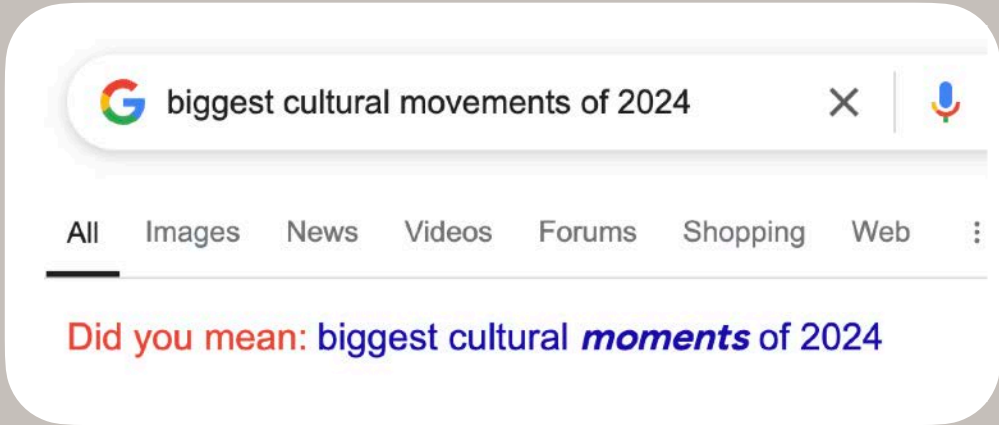 biggest cultural movements of 2024
All Images News Videos Forums Shopping Web
Did you mean: biggest cultural moments of 2024